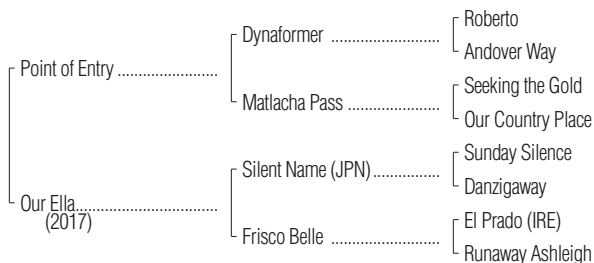 Roberto
Dynaformer ........................
Andover Way
Point of Entry ......................
Seeking the Gold
Matlacha Pass ....................
Our Country Place
Sunday Silence
Silent Name (JPN)...............
Danzigaway
Our Ella...............................
(2017)
El Prado (IRE)
Frisco Belle ........................
Runaway Ashleigh